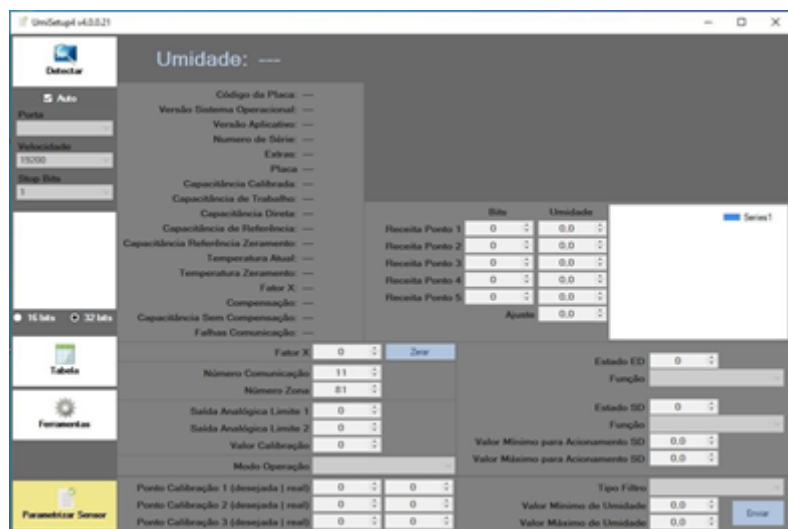 UmiSetup4 v4.0.0.21
Detectar
Umidade: ---
Auto
Porta
Velocidade
19200
Stop Bits
1
16 bits 32 bits
Tabela
Ferramentas
Parametrizar Sensor
Código da Placa: ---
Versão Sistema Operacional: ---
Versão Aplicativo: ---
Numero de Série: ---
Extras: ---
Placa ---
Capacitância Calibrada: ---
Capacitância de Trabalho: ---
Capacitância Direta: ---
Capacitância de Referência: ---
Capacitância Referência Zeramento: ---
Temperatura Atual: ---
Temperatura Zeramento: ---
Fator X: ---
Compensação: ---
Capacitância Sem Compensação: ---
Falhas Comunicação: ---
Bits Umidade
Receita Ponto 1 0 0,0
Receita Ponto 2 0 0,0
Receita Ponto 3 0 0,0
Receita Ponto 4 0 0,0
Receita Ponto 5 0 0,0
Ajuste 0,0
Series1
Fator X 0 Zerar
Número Comunicação 11
Número Zona 81
Saída Analógica Limite 1 0
Saída Analógica Limite 2 0
Valor Calibração 0
Modo Operação
Ponto Calibração 1 (desejada | real) 0 0
Ponto Calibração 2 (desejada | real) 0 0
Ponto Calibração 3 (desejada | real) 0 0
Estado ED 0
Função
Estado SD 0
Função
Valor Mínimo para Acionamento SD 0,0
Valor Máximo para Acionamento SD 0,0
Tipo Filtro
Valor Mínimo de Umidade 0,0
Valor Máximo de Umidade 0,0
Enviar